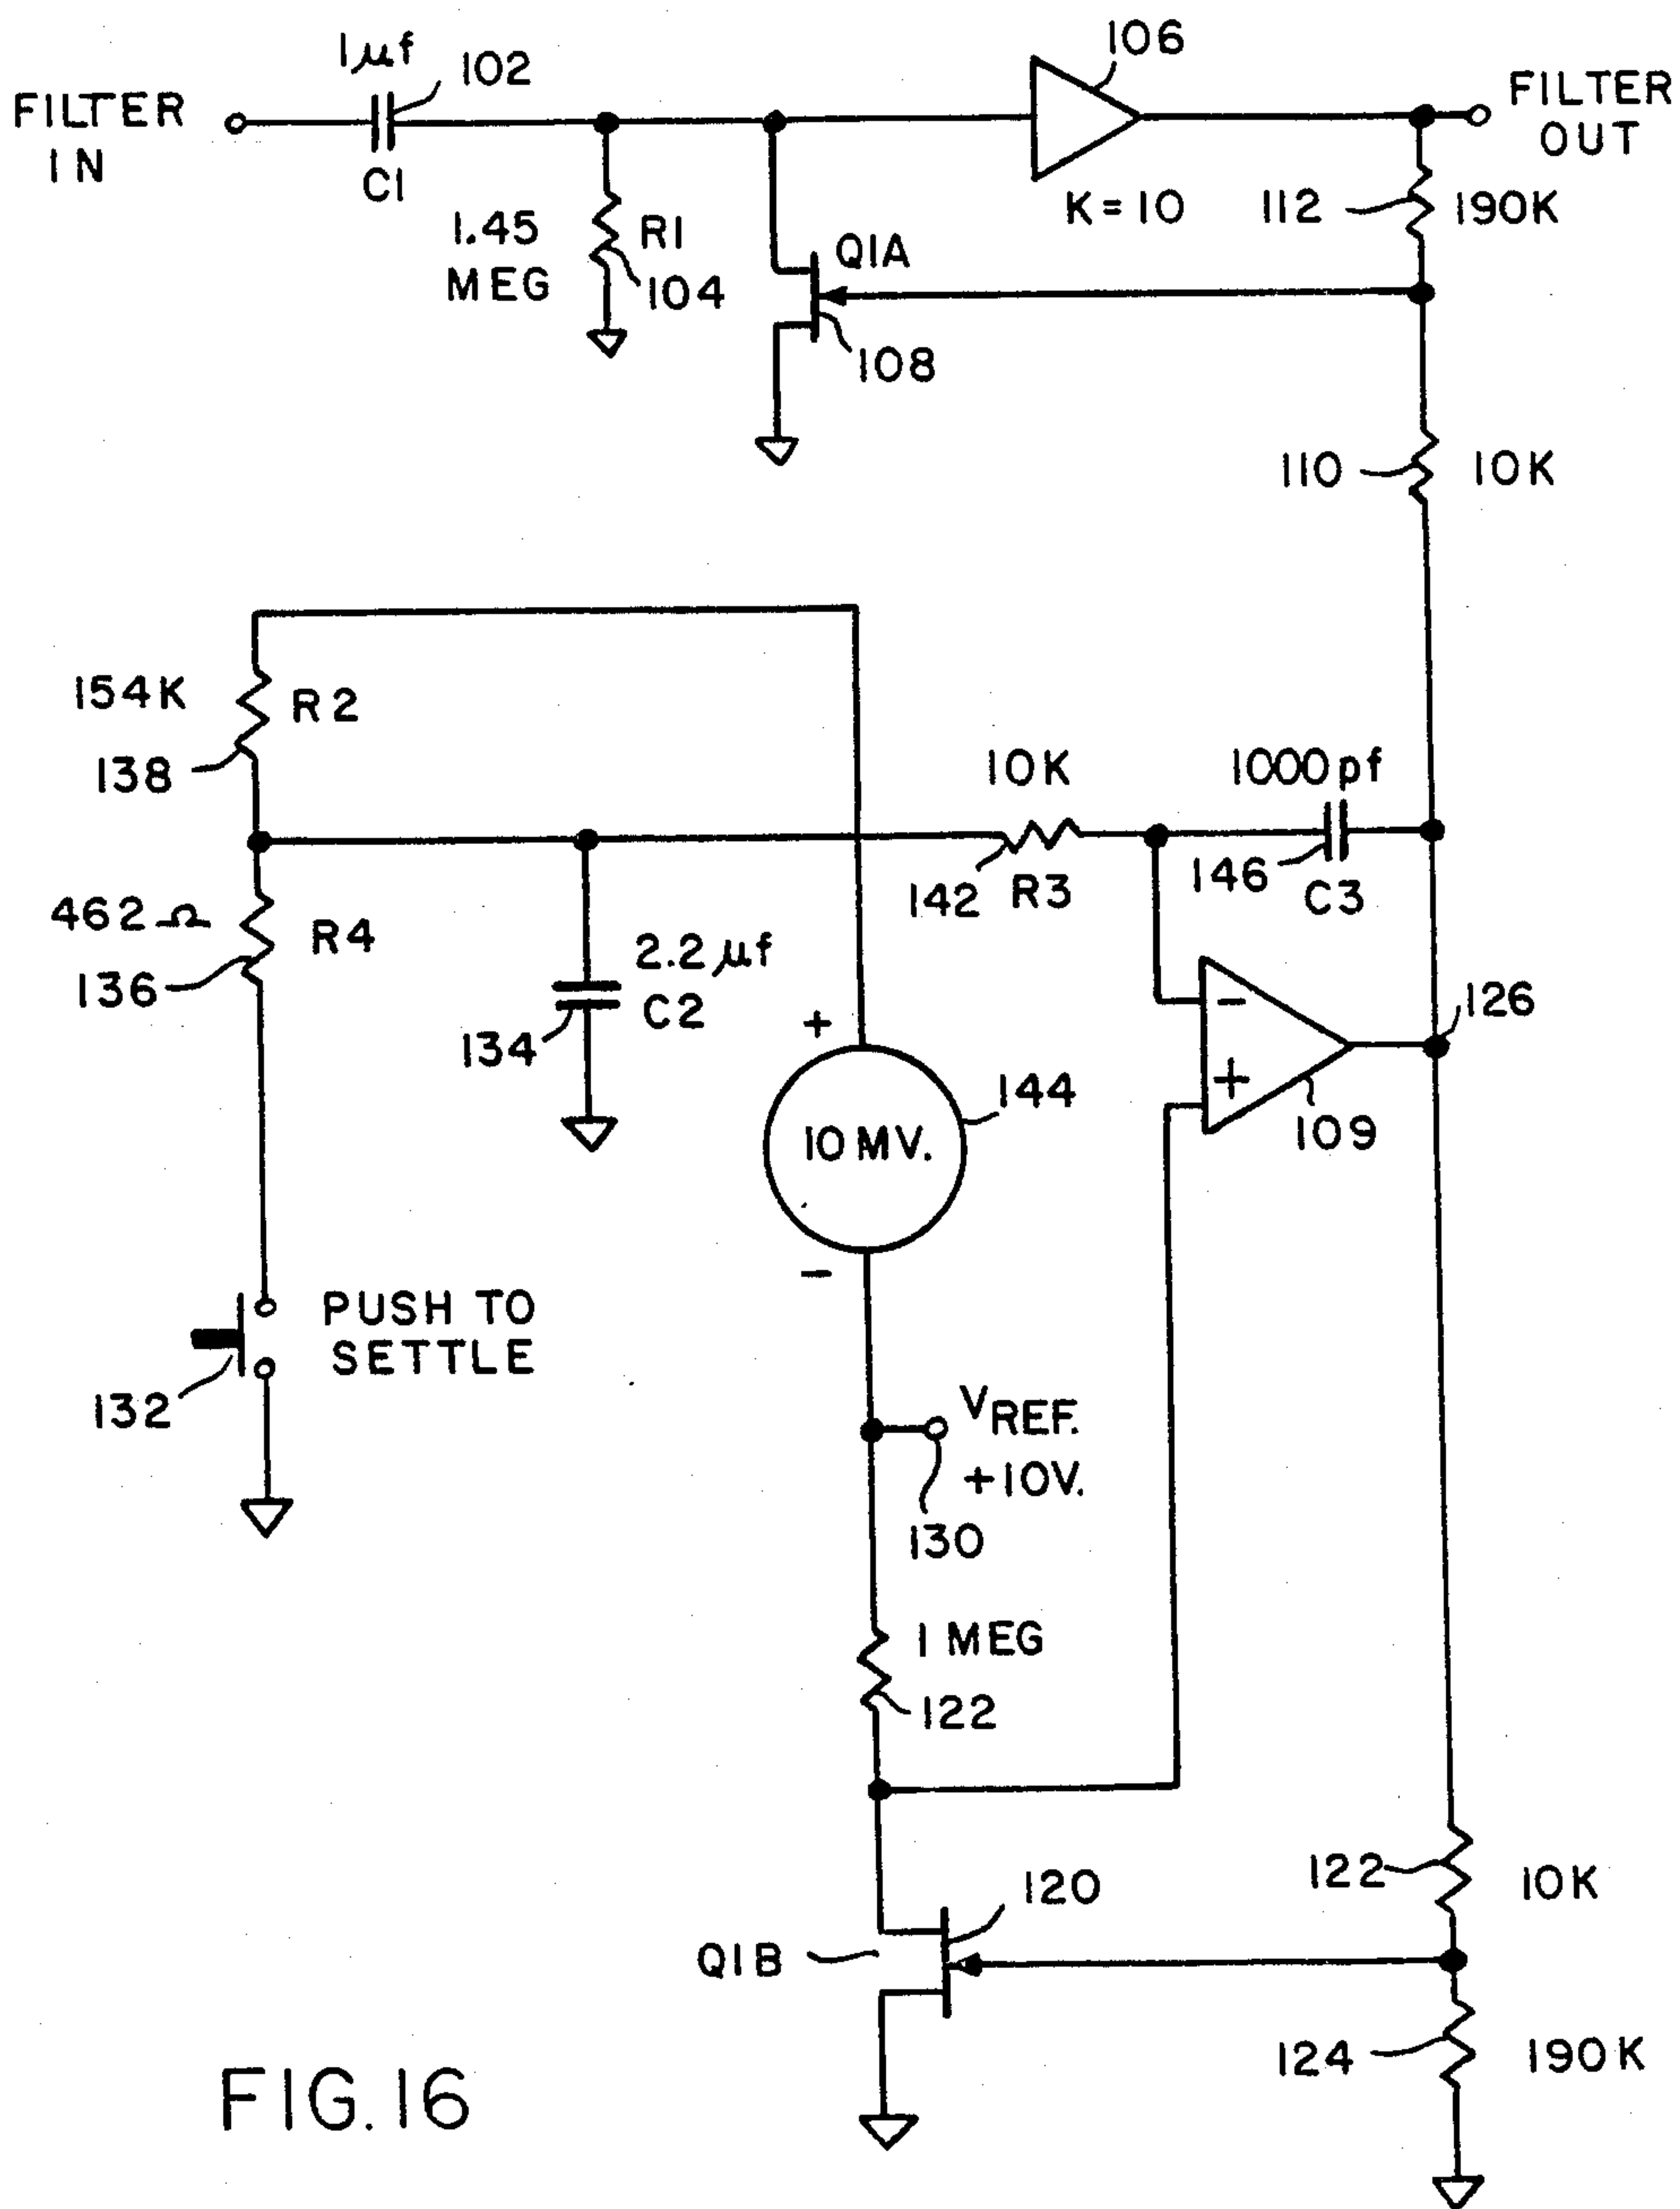 1μf
102
106
FILTER
IN
FILTER
OUT
C1
K=10
112
190K
1.45
MEG
R1
104
Q1A
108
110
10K
154K
R2
138
10K
1000pf
142
R3
146
C3
462Ω
R4
136
2.2μf
C2
134
+
144
10 MV.
−
+
109
126
−
PUSH TO
SETTLE
132
VREF.
+10V.
130
1 MEG
122
122
10K
120
Q1B
124
190K
FIG. 16